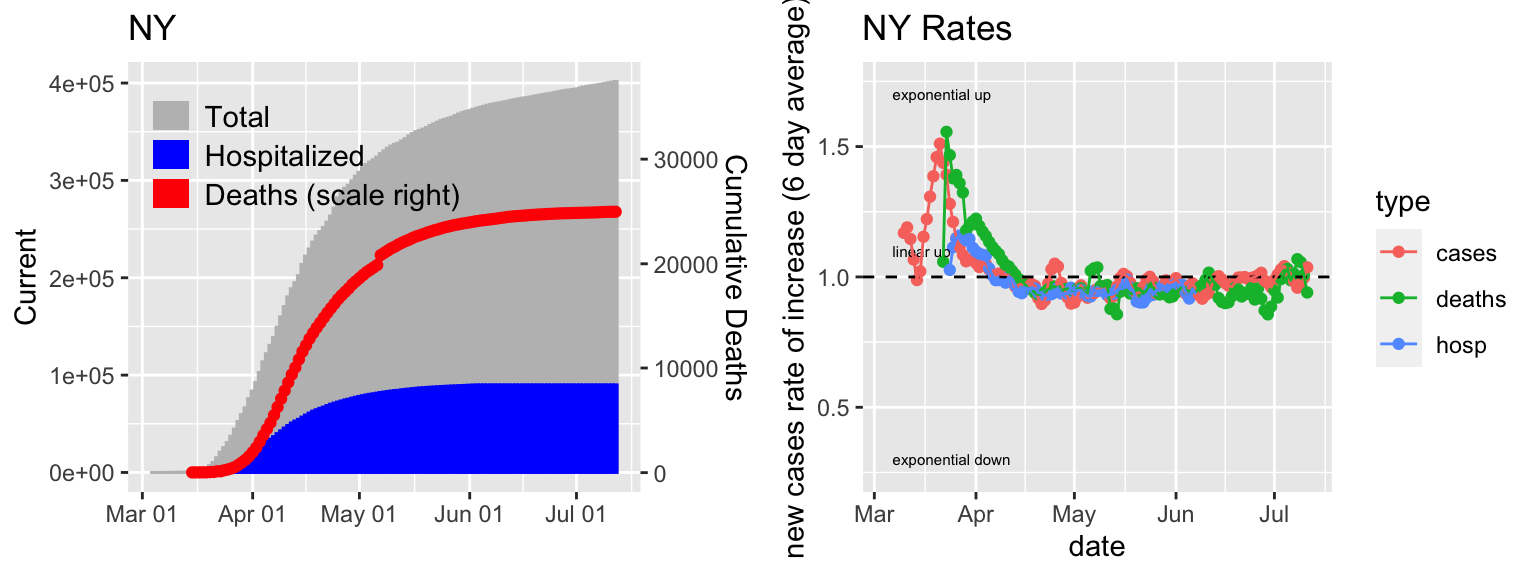 NY
4e+05
3e+05
2e+05
1e+05
0e+00
Current
Total
Hospitalized
Deaths (scale right)
30000
20000
10000
0
Cumulative Deaths
Mar 01
Apr 01
May 01
Jun 01
Jul 01
NY Rates
new cases rate of increase (6 day average)
1.5
1.0
0.5
exponential up
linear up
exponential down
Mar
Apr
May
Jun
Jul
date
type
cases
deaths
hosp